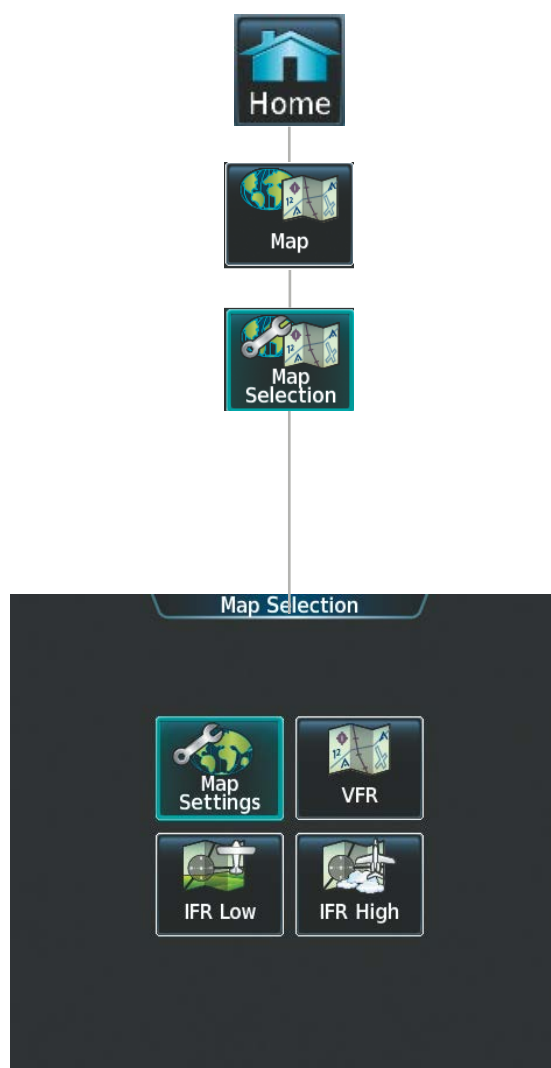 Home
Map
Map
Selection
Map Selection
Map
Settings
VFR
IFR Low
IFR High